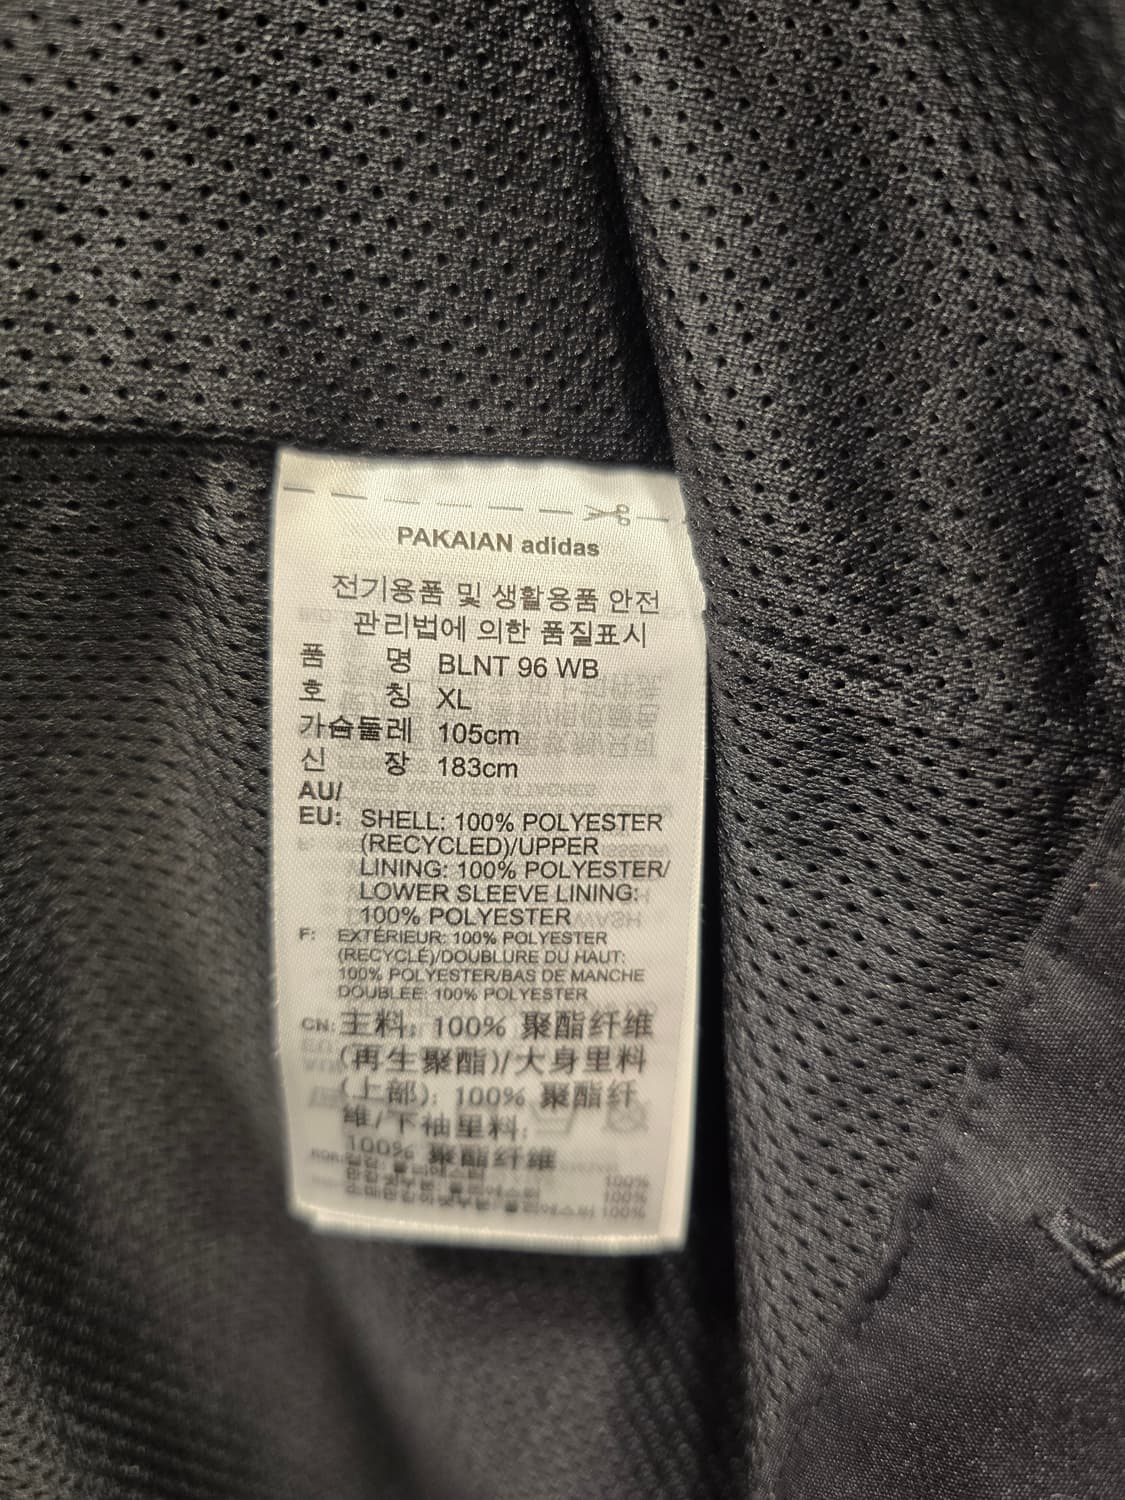 PAKAIAN adidas
전기용품 및 생활용품 안전
관리법에 의한 품질표시
품 명 BLNT 96 WB
호 칭 XL
가슴둘레 105cm
신 장 183cm
AU/
EU: SHELL: 100% POLYESTER
(RECYCLED)/UPPER
LINING: 100% POLYESTER/
LOWER SLEEVE LINING:
100% POLYESTER
F: EXTÉRIEUR: 100% POLYESTER
(RECYCLÉ)/DOUBLURE DU HAUT:
100% POLYESTER/BAS DE MANCHE
DOUBLÉE: 100% POLYESTER
CN: 主料: 100% 聚酯纤维
(再生聚酯)/大身里料
(上部): 100% 聚酯纤
维/下袖里料:
100% 聚酯纤维
100%
100%
100%